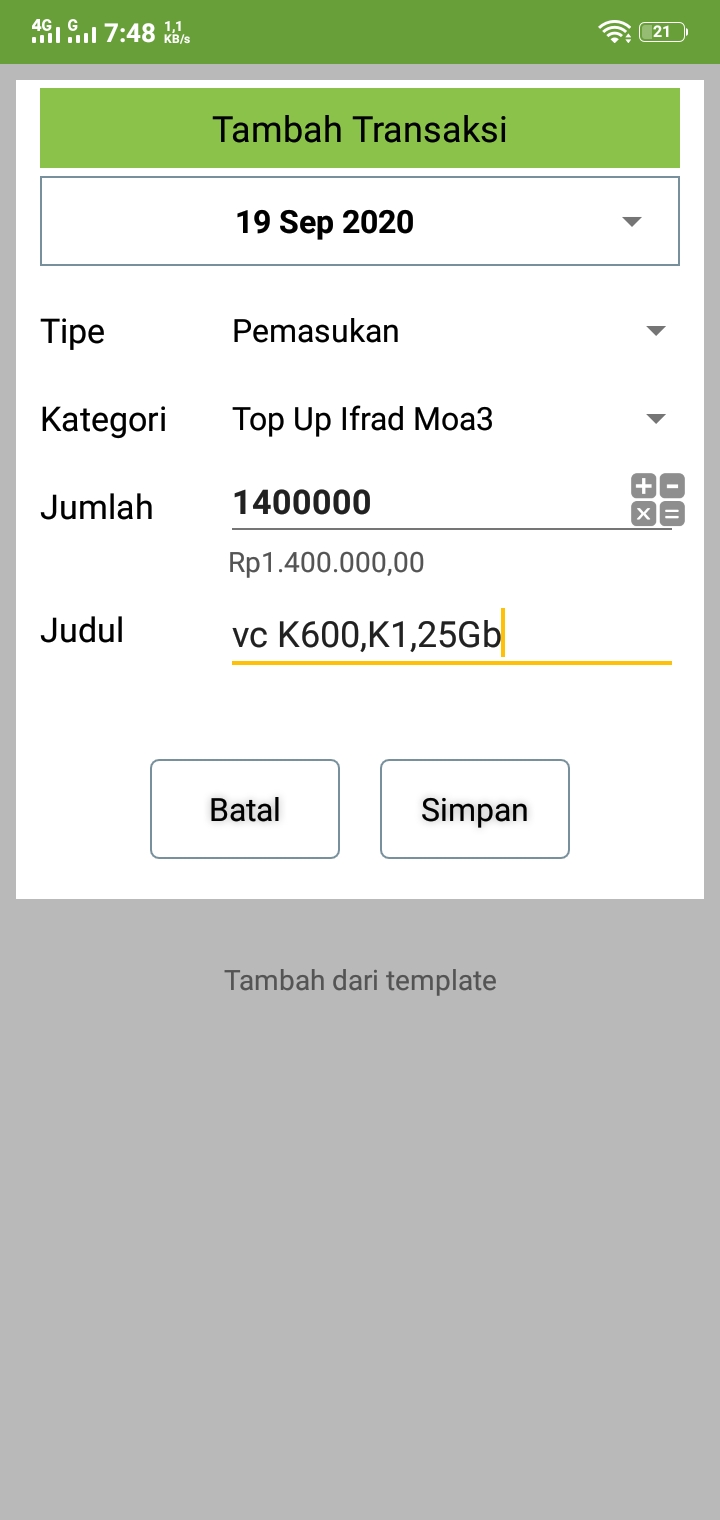 4G G 7:48 1,1 KB/s 21
Tambah Transaksi
19 Sep 2020
Tipe Pemasukan
Kategori Top Up Ifrad Moa3
Jumlah 1400000
Rp1.400.000,00
Judul vc K600,K1,25Gb
Batal Simpan
Tambah dari template